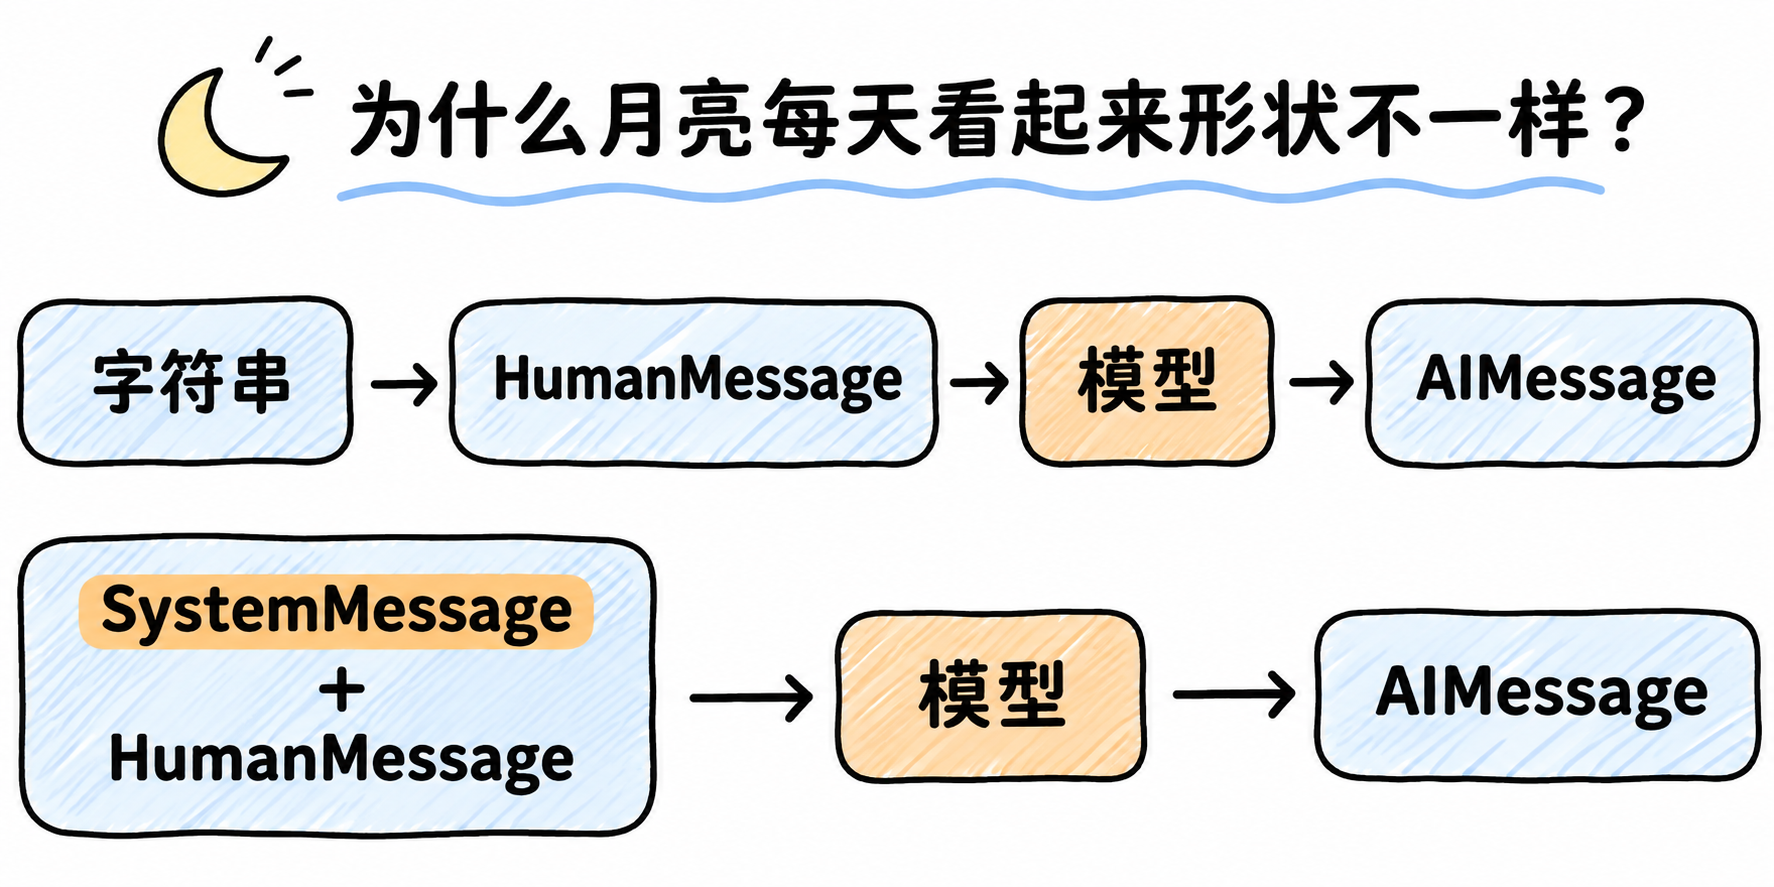 为什么月亮每天看起来形状不一样？
字符串 → HumanMessage → 模型 → AIMessage
SystemMessage
+
HumanMessage
→ 模型 → AIMessage